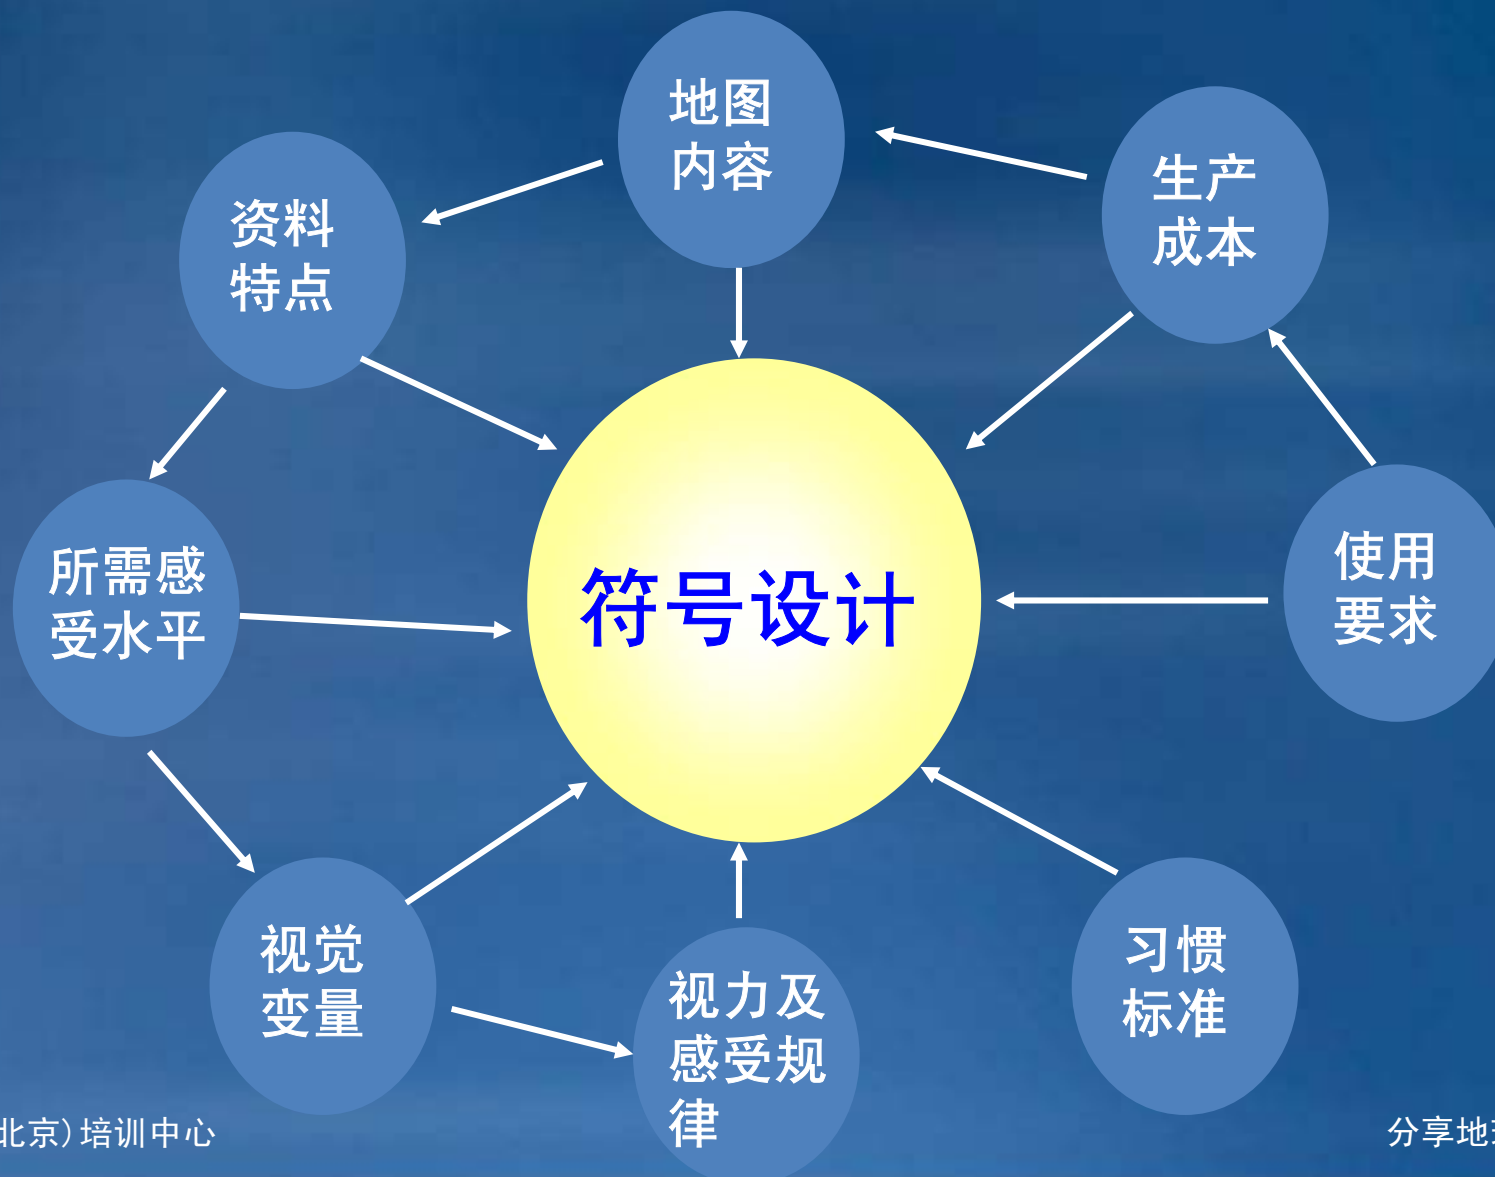 地图
内容
生产
成本
资料
特点
所需感
受水平
符号设计
使用
要求
视觉
变量
视力及
感受规
律
习惯
标准
北京)培训中心
分享地